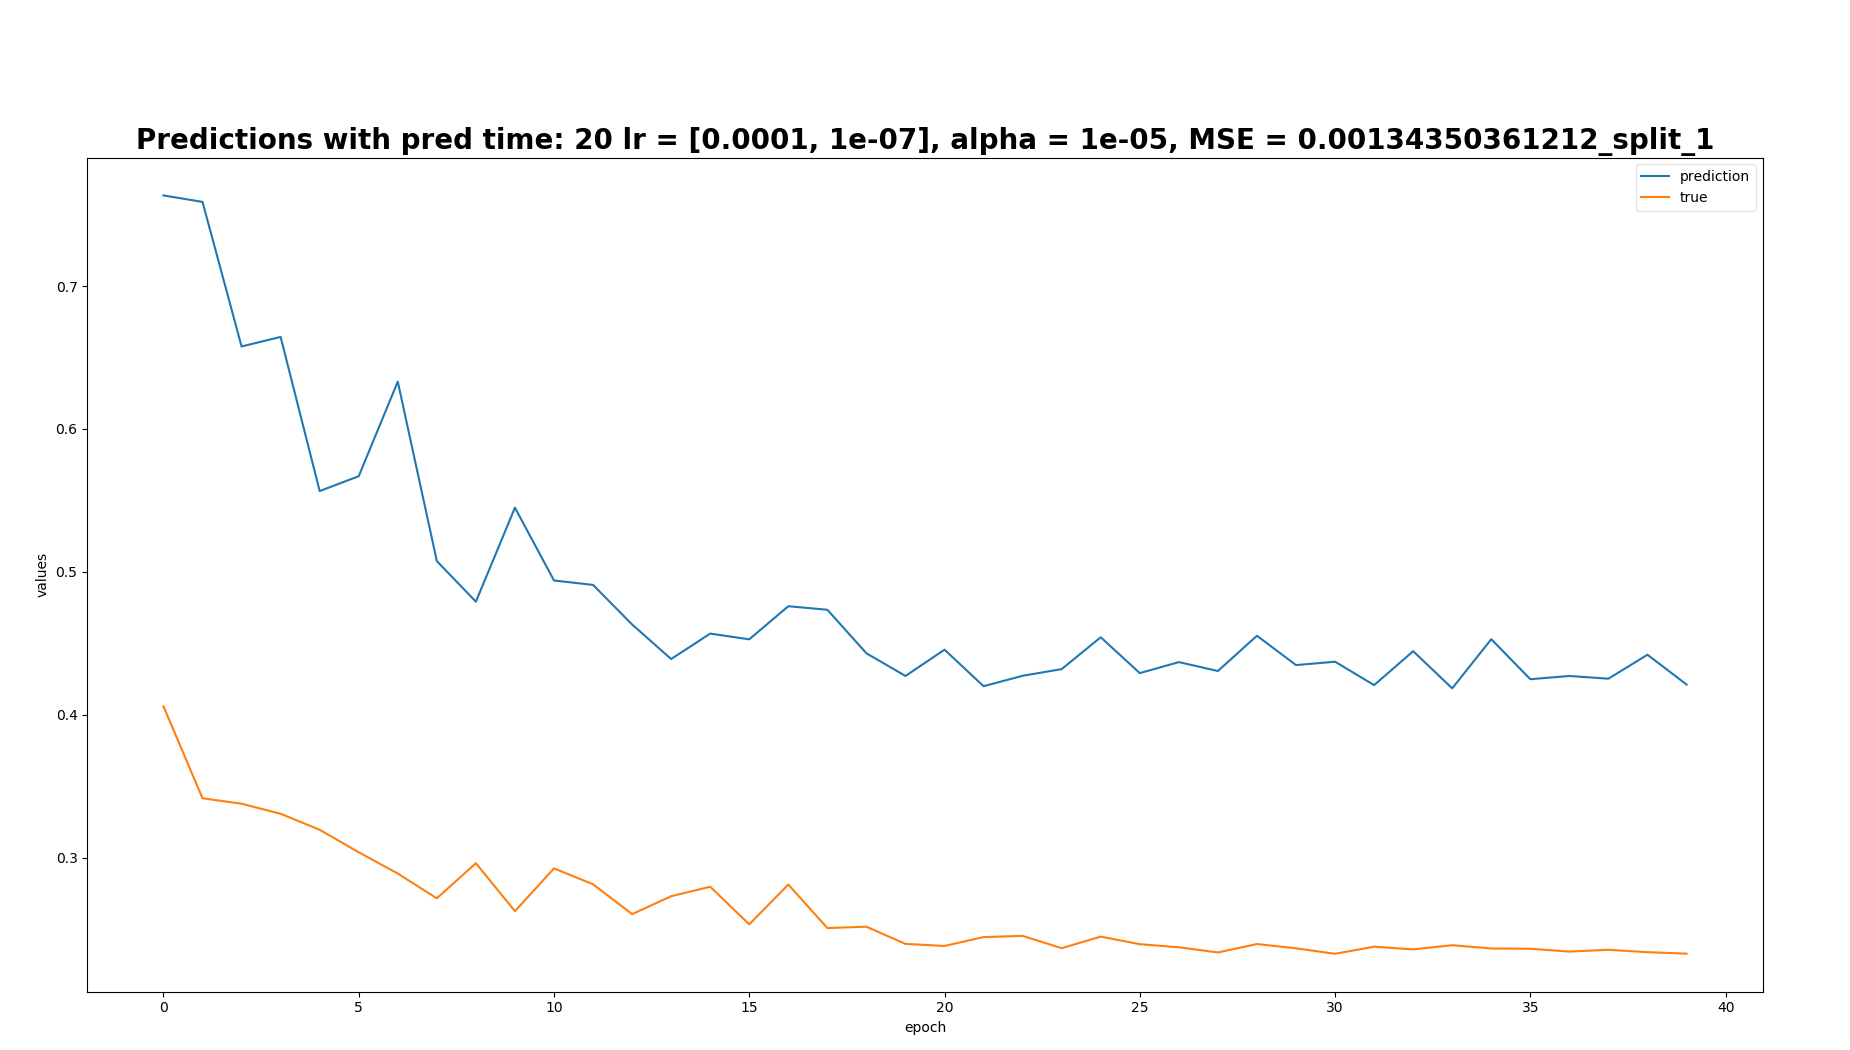 Predictions with pred time: 20 lr = [0.0001, 1e-07], alpha = 1e-05, MSE = 0.00134350361212_split_1
prediction
true
0.7
0.6
0.5
0.4
0.3
values
0 5 10 15 20 25 30 35 40
epoch